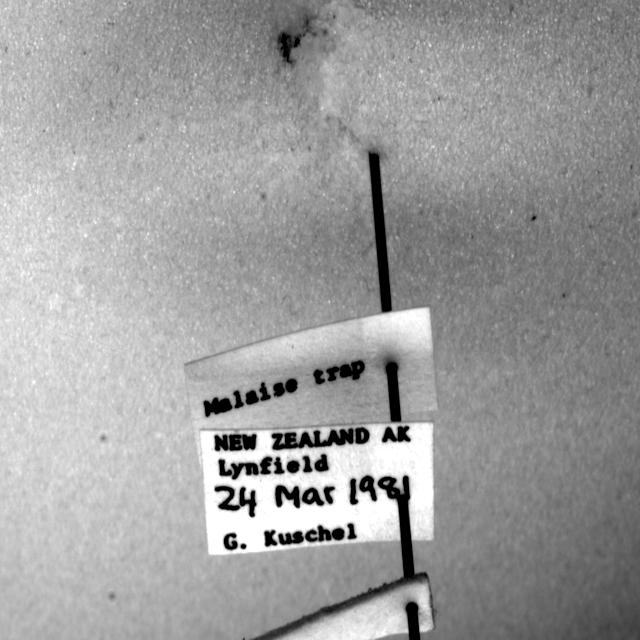 Malaise trap
NEW ZEALAND AK
Lynfield
24 Mar 1981
G. Kuschel